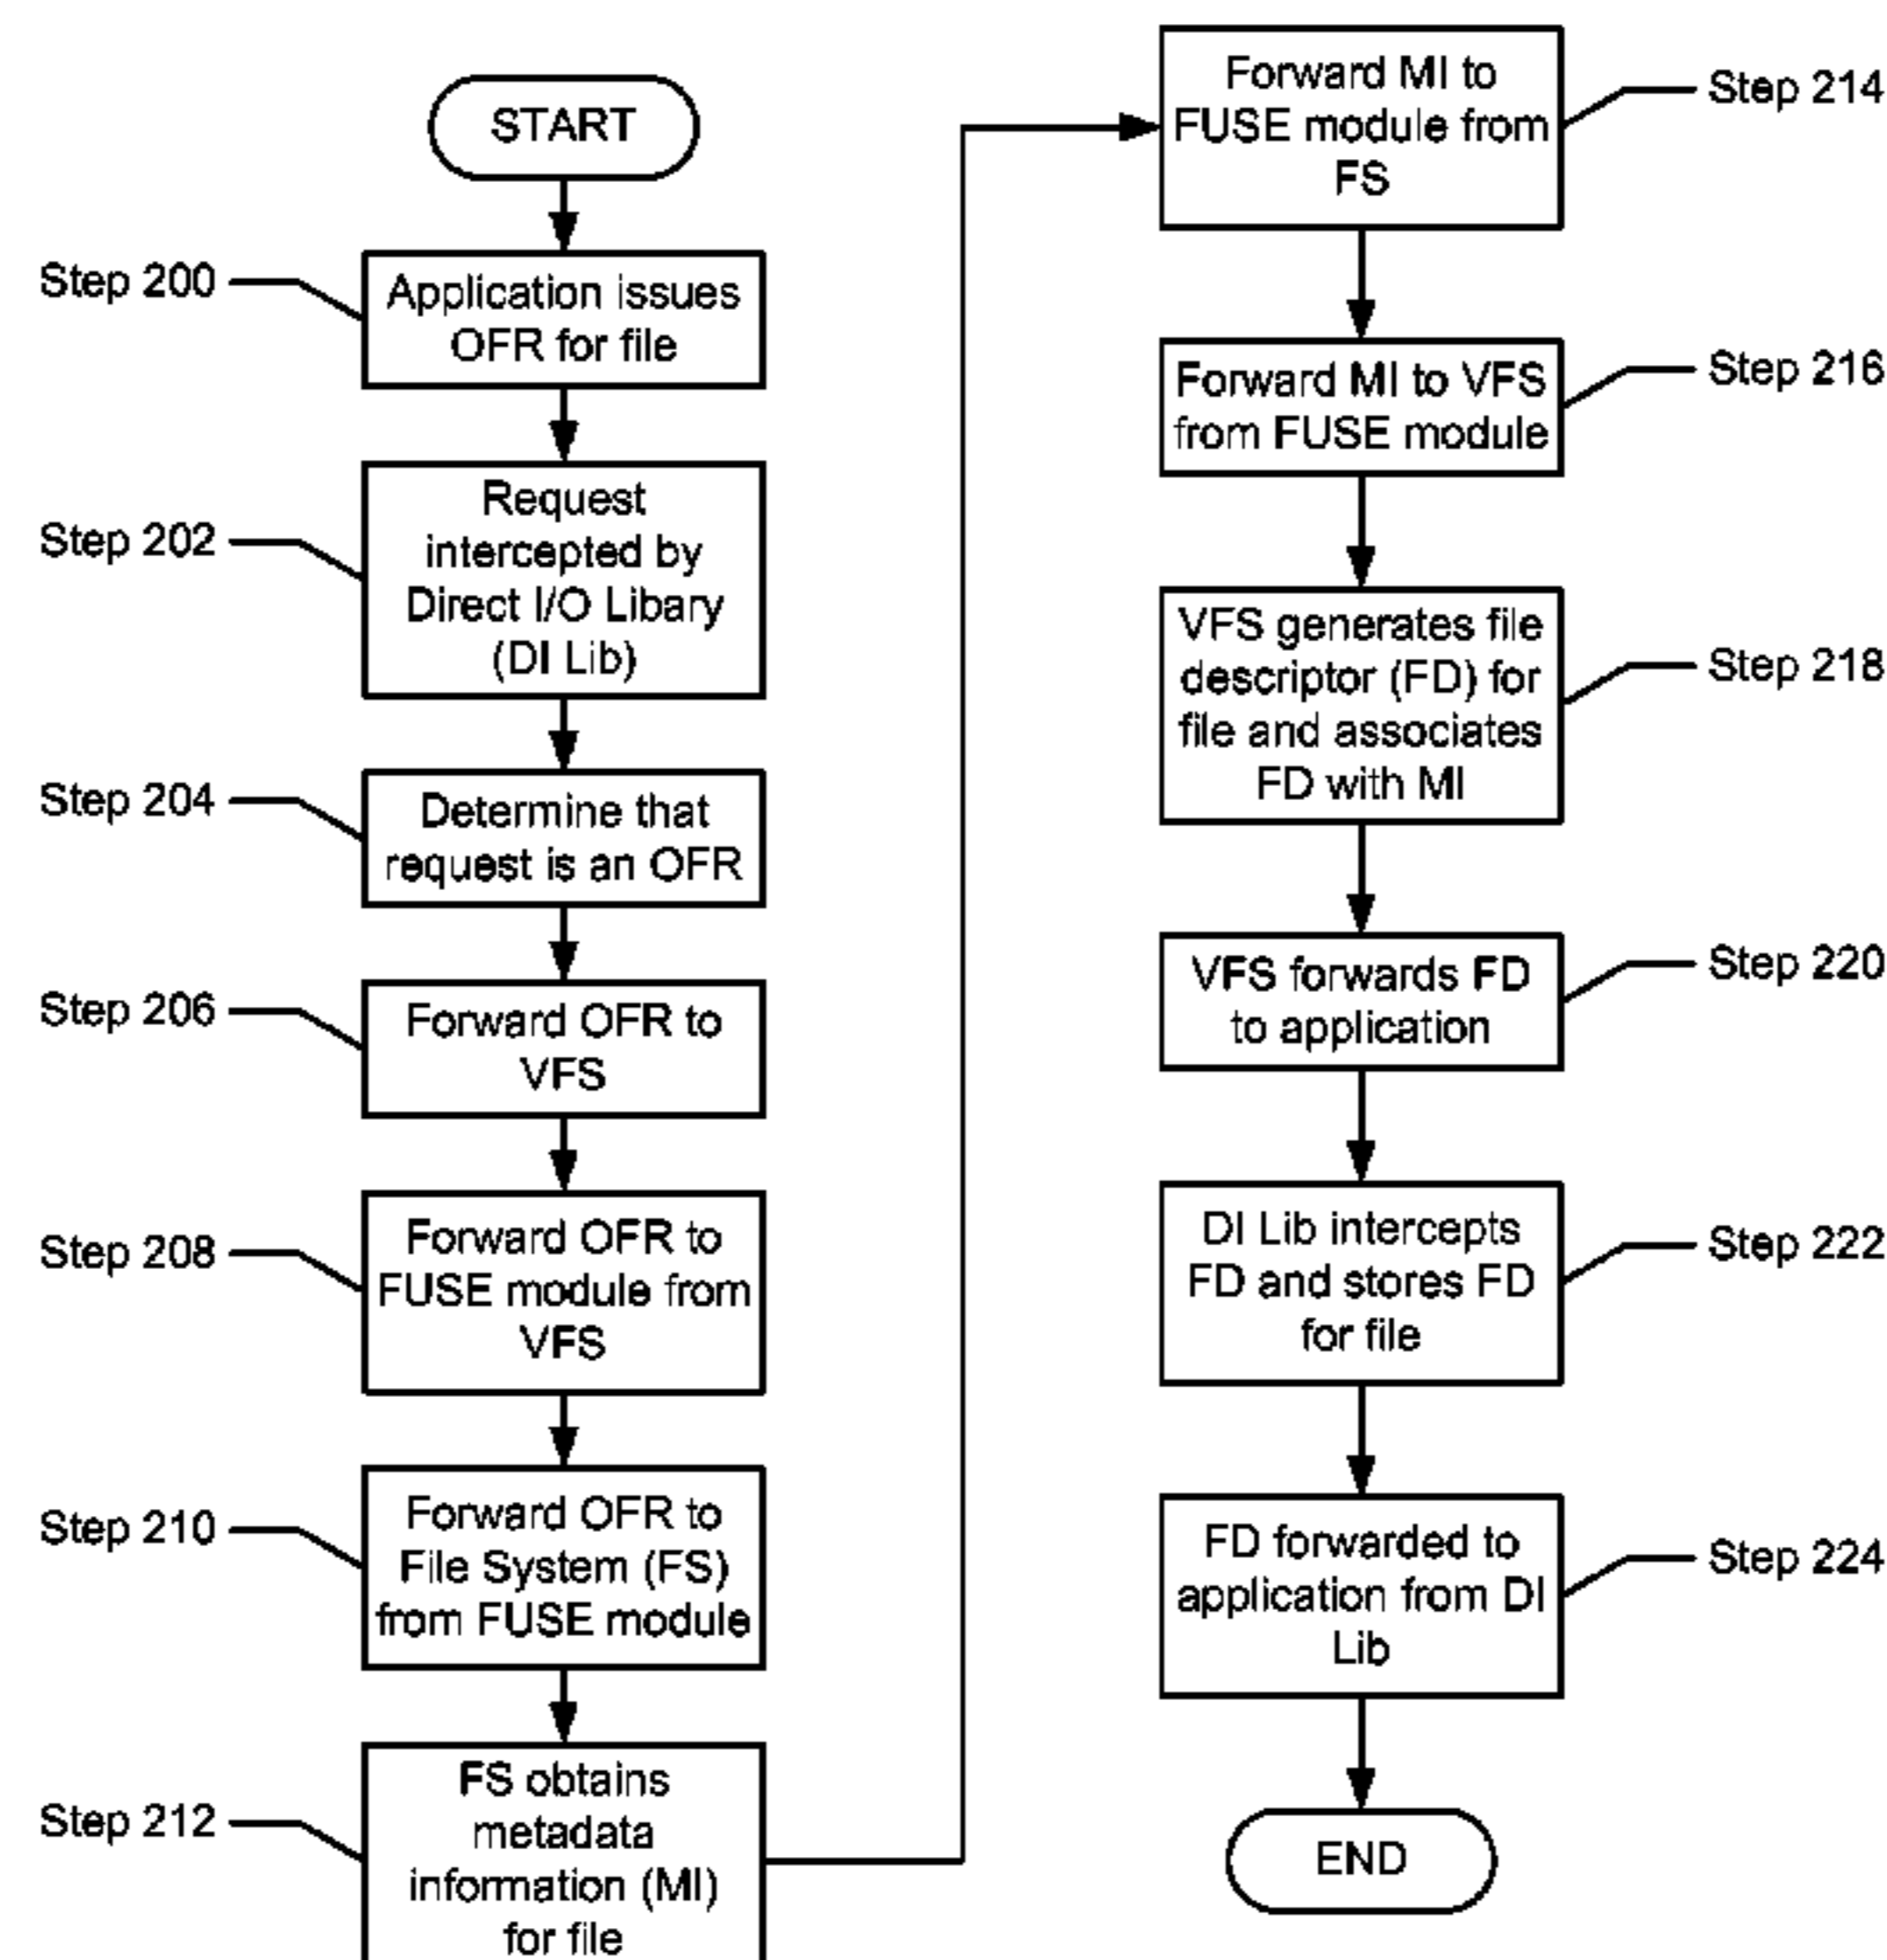 START
Step 200
Application issues
OFR for file
Step 202
Request
intercepted by
Direct I/O Libary
(DI Lib)
Step 204
Determine that
request is an OFR
Step 206
Forward OFR to
VFS
Step 208
Forward OFR to
FUSE module from
VFS
Step 210
Forward OFR to
File System (FS)
from FUSE module
Step 212
FS obtains
metadata
information (MI)
for file
Forward MI to
FUSE module from
FS
Step 214
Forward MI to VFS
from FUSE module
Step 216
VFS generates file
descriptor (FD) for
file and associates
FD with MI
Step 218
VFS forwards FD
to application
Step 220
DI Lib intercepts
FD and stores FD
for file
Step 222
FD forwarded to
application from DI
Lib
Step 224
END